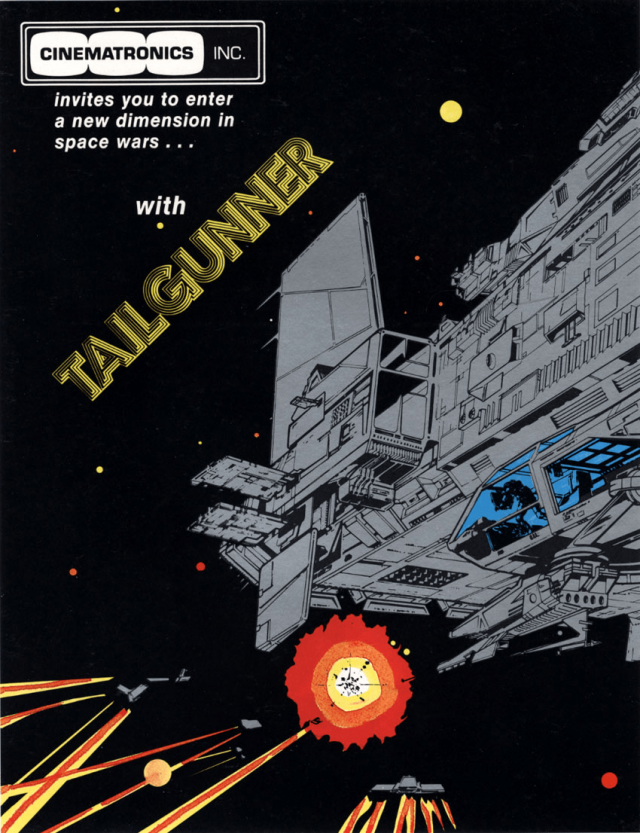 CINEMATRONICS INC.
invites you to enter
a new dimension in
space wars . . .
with
TAILGUNNER